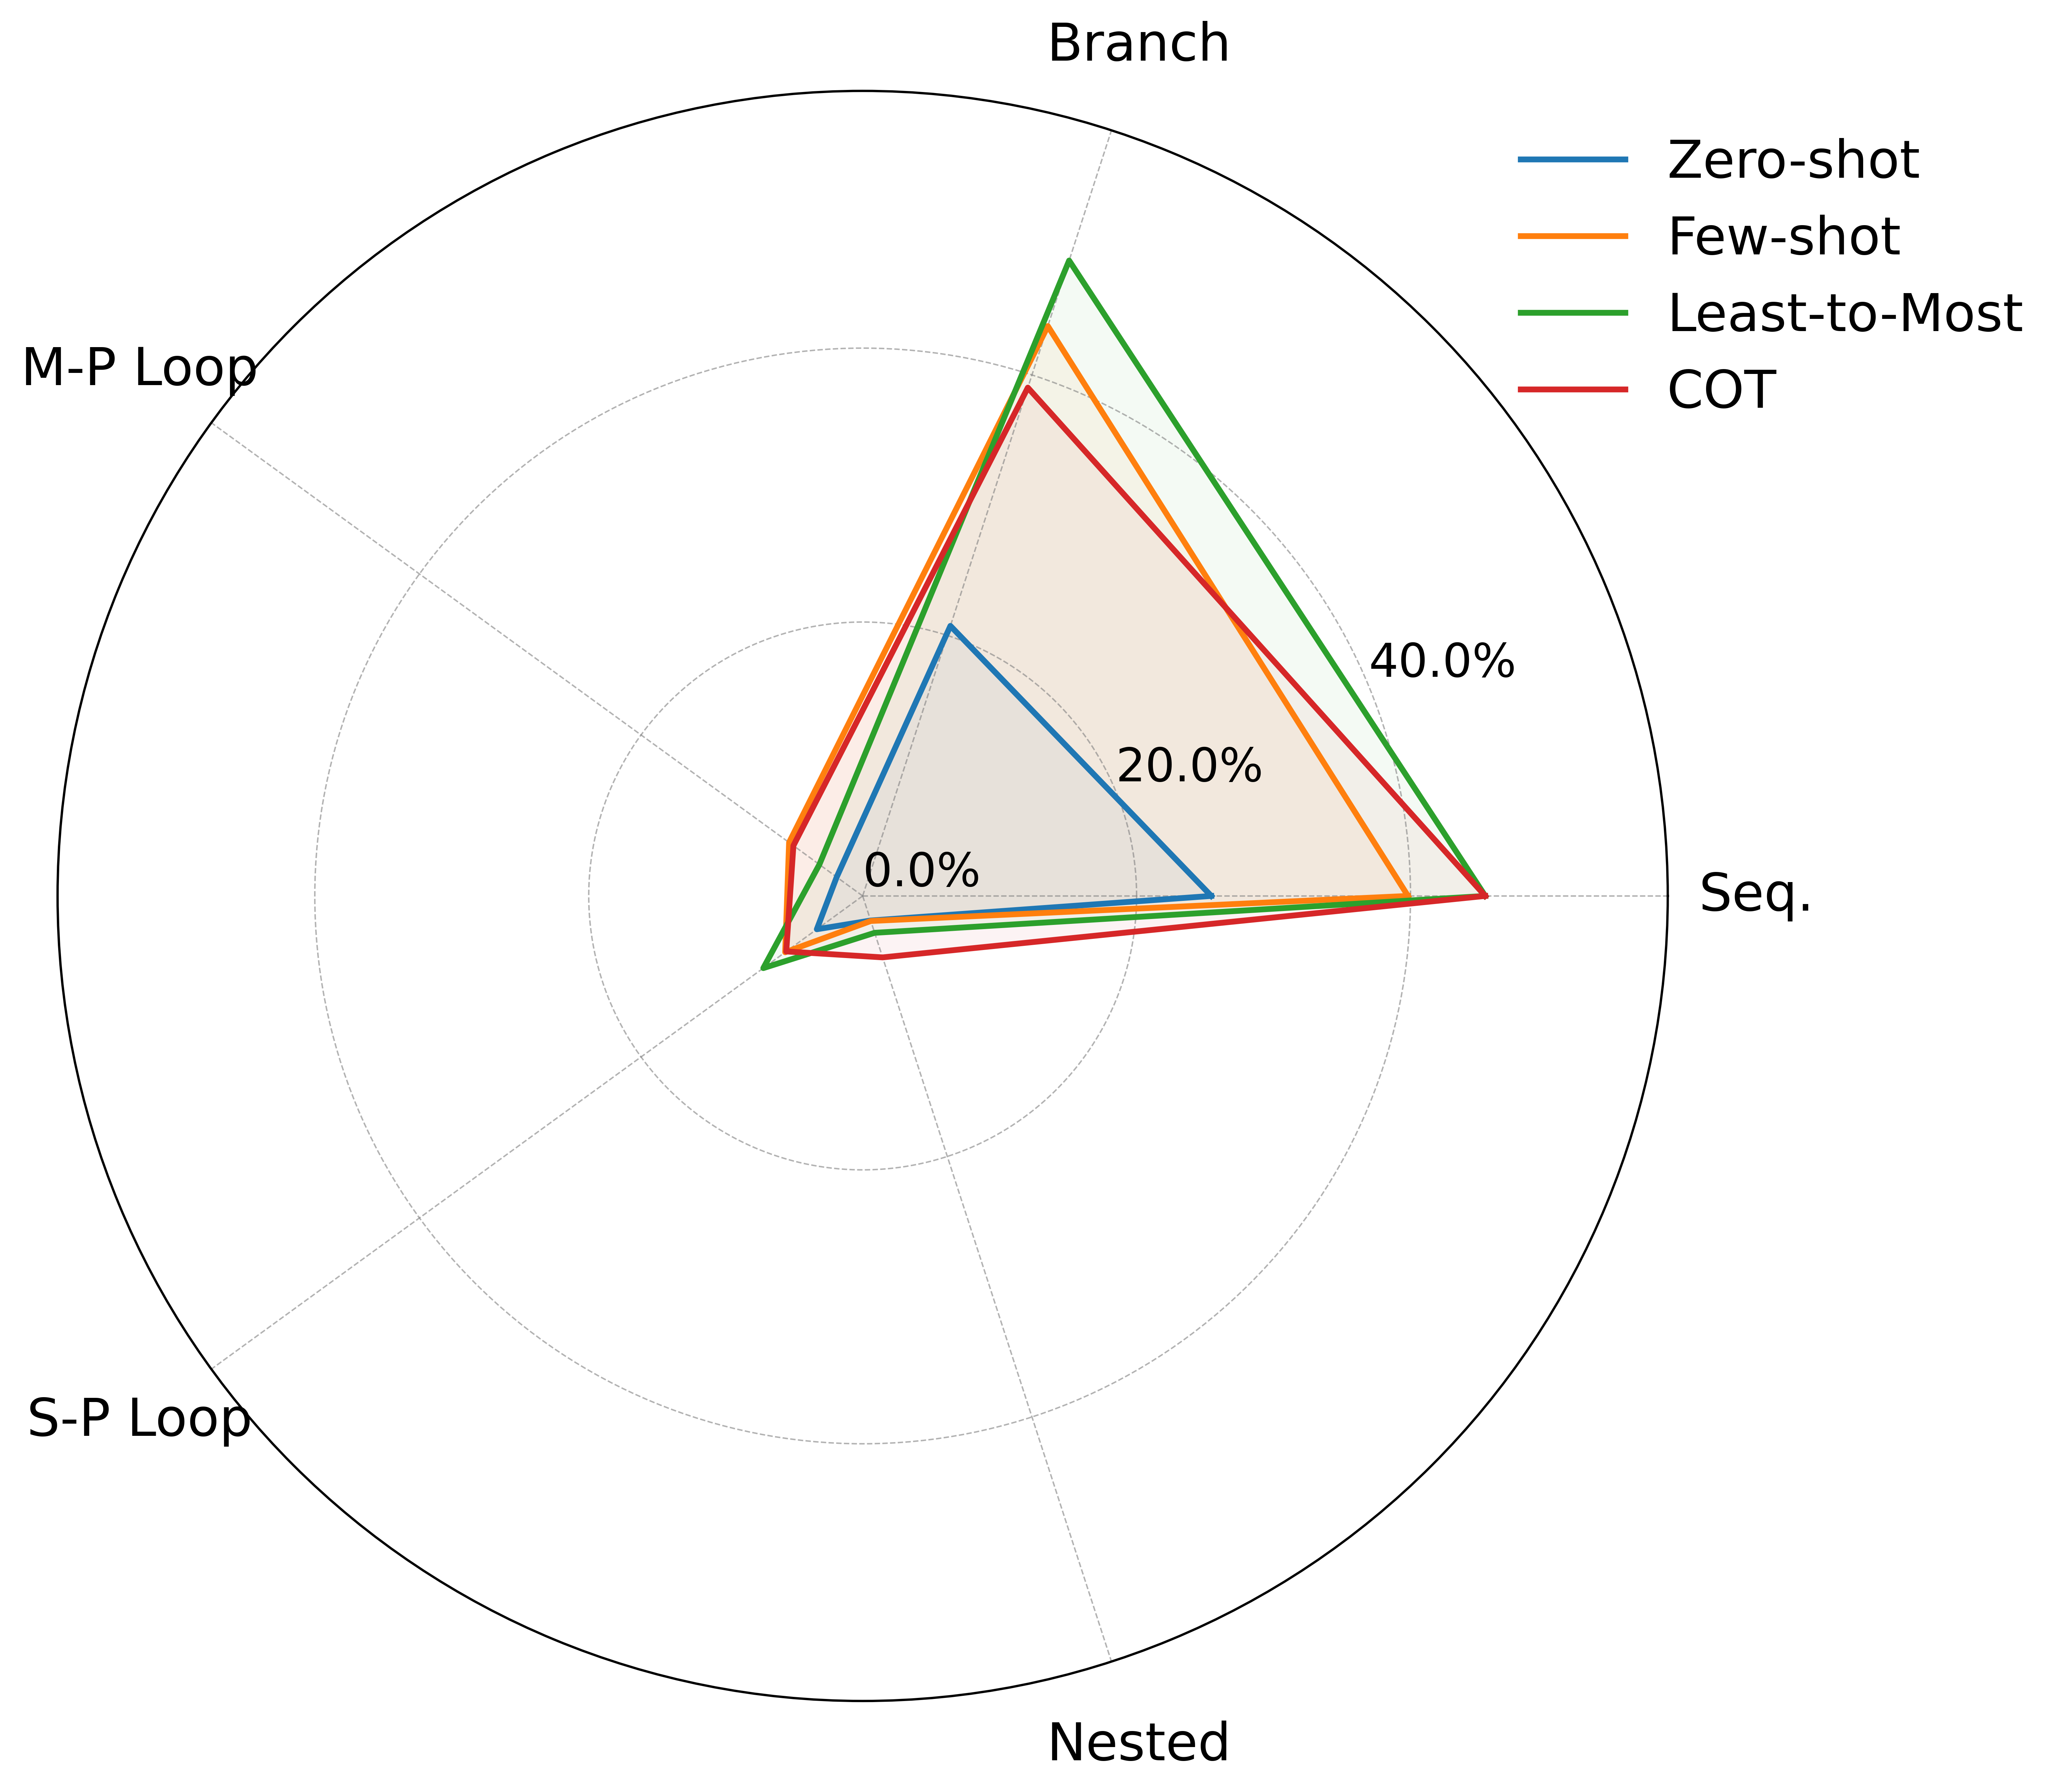 Branch
Zero-shot
Few-shot
Least-to-Most
COT
M-P Loop
40.0%
20.0%
0.0%
Seq.
S-P Loop
Nested